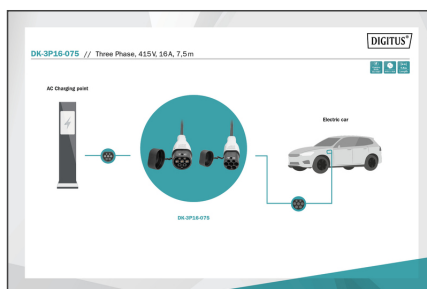 DIGITUS®
DK-3P16-075 // Three Phase, 415V, 16A, 7,5m
AC Charging point
Electric car
DK-3P16-075